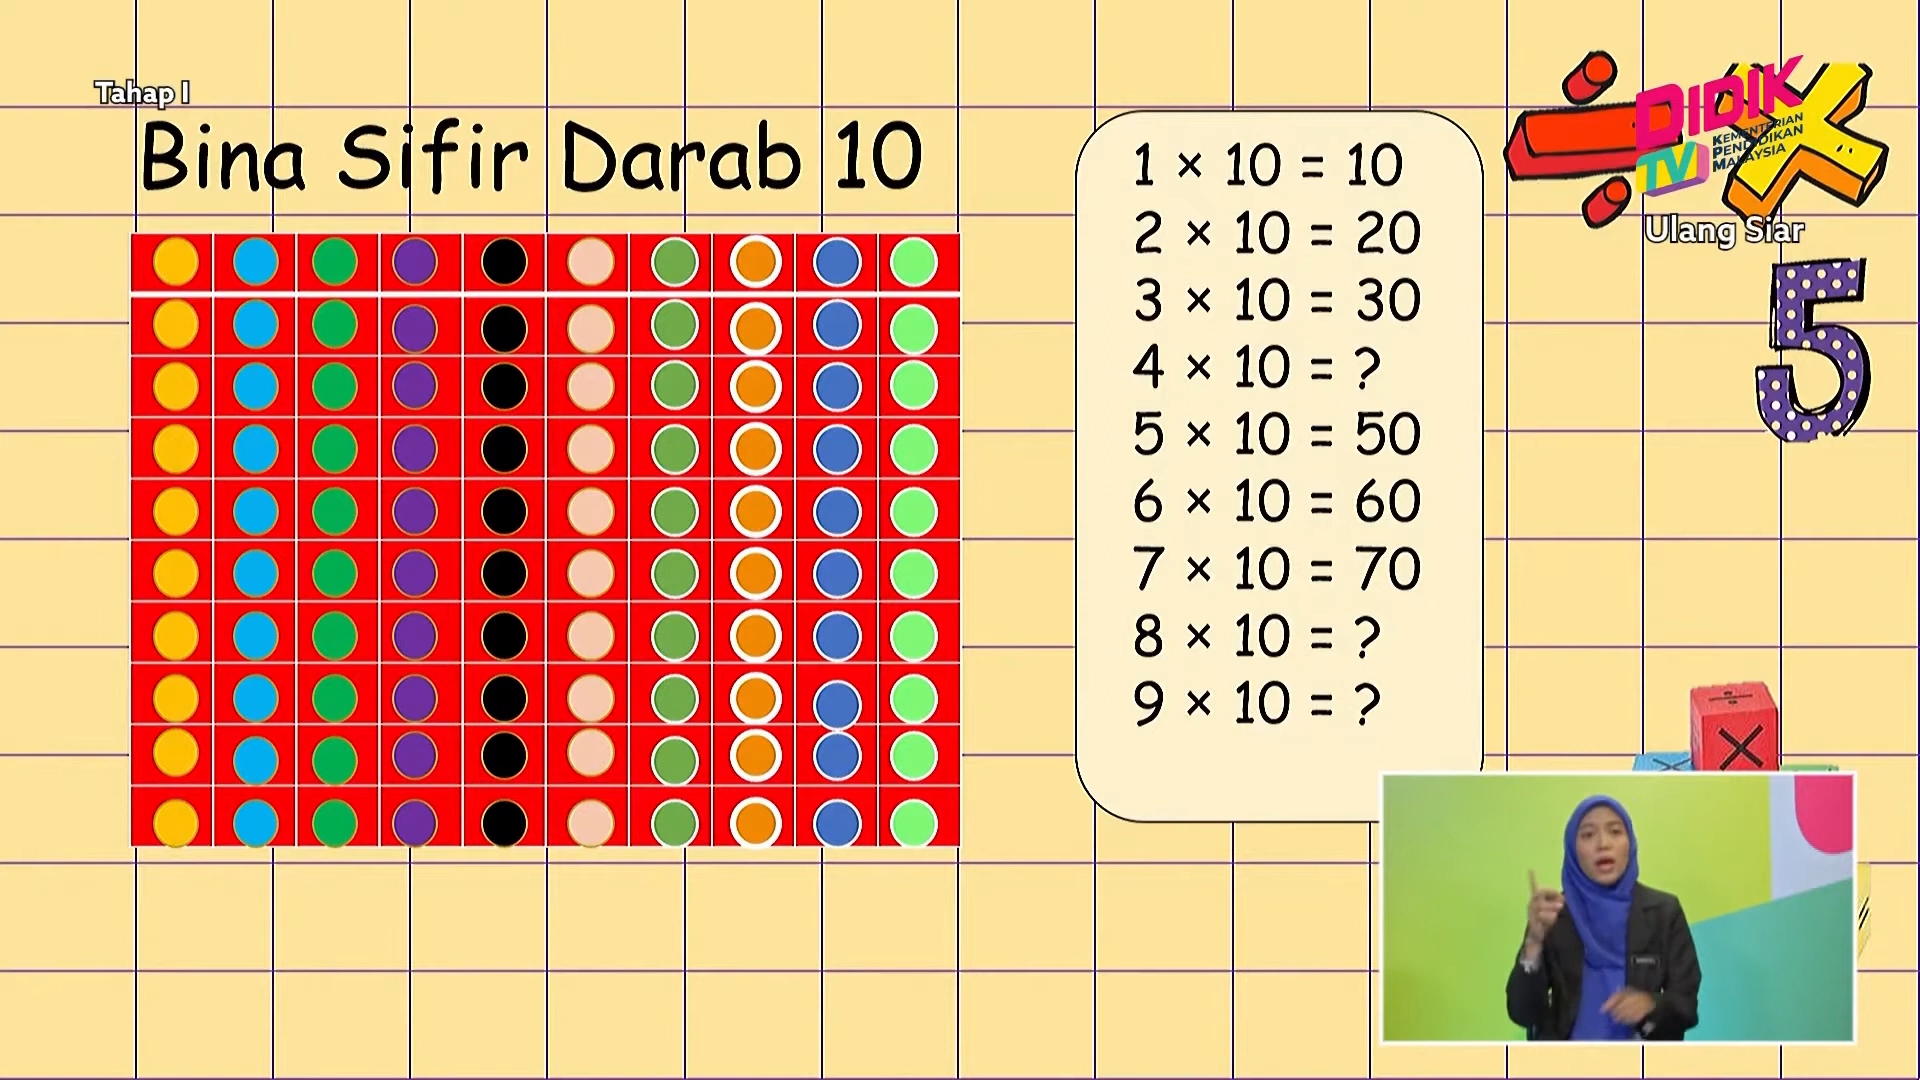 Tahap I
Bina Sifir Darab 10
1 × 10 = 10
2 × 10 = 20
3 × 10 = 30
4 × 10 = ?
5 × 10 = 50
6 × 10 = 60
7 × 10 = 70
8 × 10 = ?
9 × 10 = ?
DIDIK
TV
KEMENTERIAN
PENDIDIKAN
MALAYSIA
Ulang Siar
5